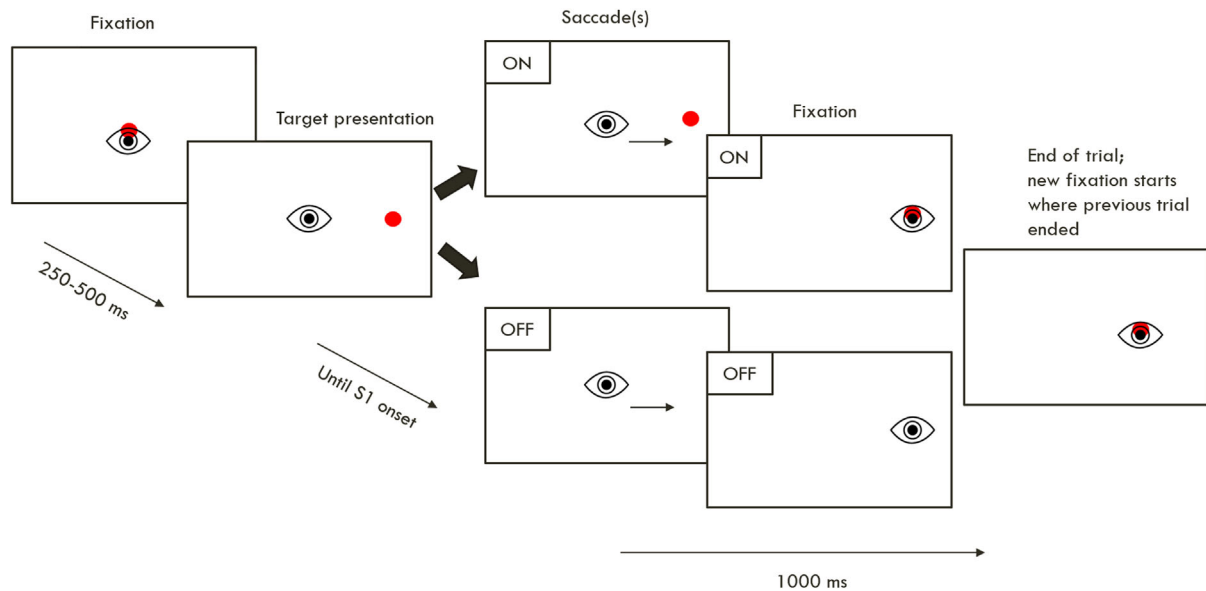 Fixation
Target presentation
250-500 ms
Until S1 onset
Saccade(s)
ON
Fixation
ON
OFF
OFF
1000 ms
End of trial;
new fixation starts
where previous trial
ended